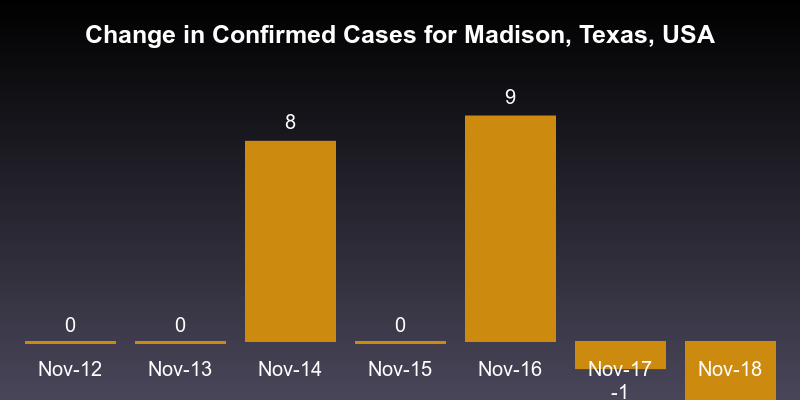 Change in Confirmed Cases for Madison, Texas, USA
9
8
0
0
0
Nov-12
Nov-13
Nov-14
Nov-15
Nov-16
Nov-17
Nov-18
-1